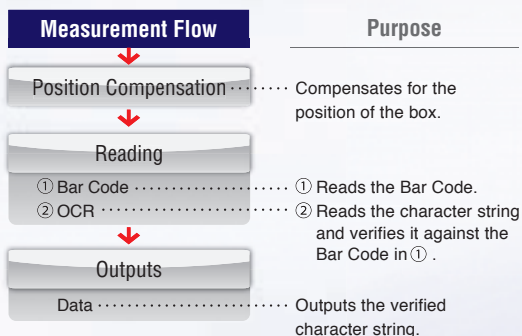 Measurement Flow
Purpose
Position Compensation ········ Compensates for the
position of the box.
Reading
① Bar Code ···················· ① Reads the Bar Code.
② OCR ························ ② Reads the character string
and verifies it against the
Bar Code in ① .
Outputs
Data ························ Outputs the verified
character string.